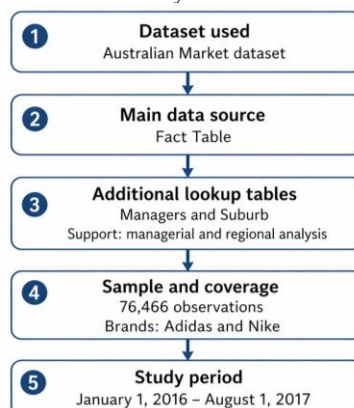 1
Dataset used
Australian Market dataset
2
Main data source
Fact Table
3
Additional lookup tables
Managers and Suburb
Support: managerial and regional analysis
4
Sample and coverage
76,466 observations
Brands: Adidas and Nike
5
Study period
January 1, 2016 – August 1, 2017